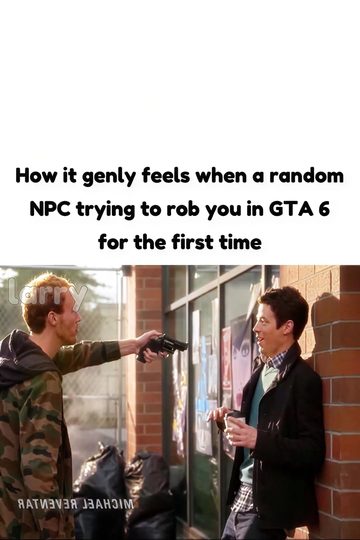 How it genly feels when a random
NPC trying to rob you in GTA 6
for the first time
larry
MICHAEL REVENTAR